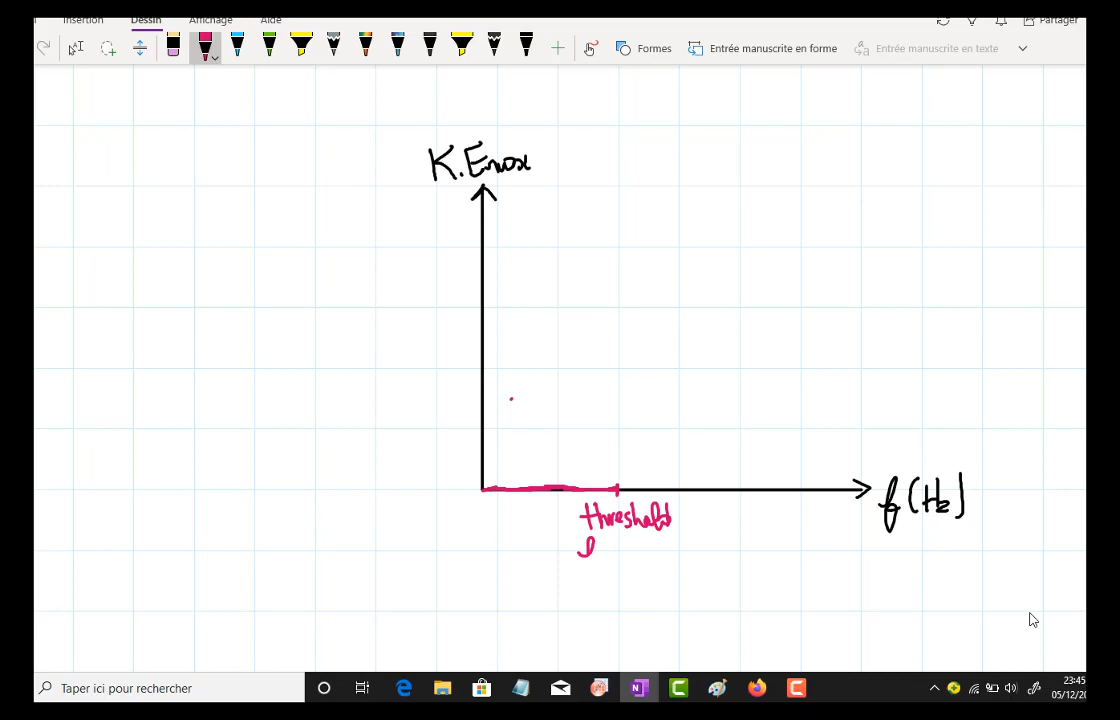 Insertion Dessin Affichage Aide Partager
Formes Entrée manuscrite en forme Entrée manuscrite en texte
K.Emax
f (Hz)
threshold
Taper ici pour rechercher
23:45
05/12/20